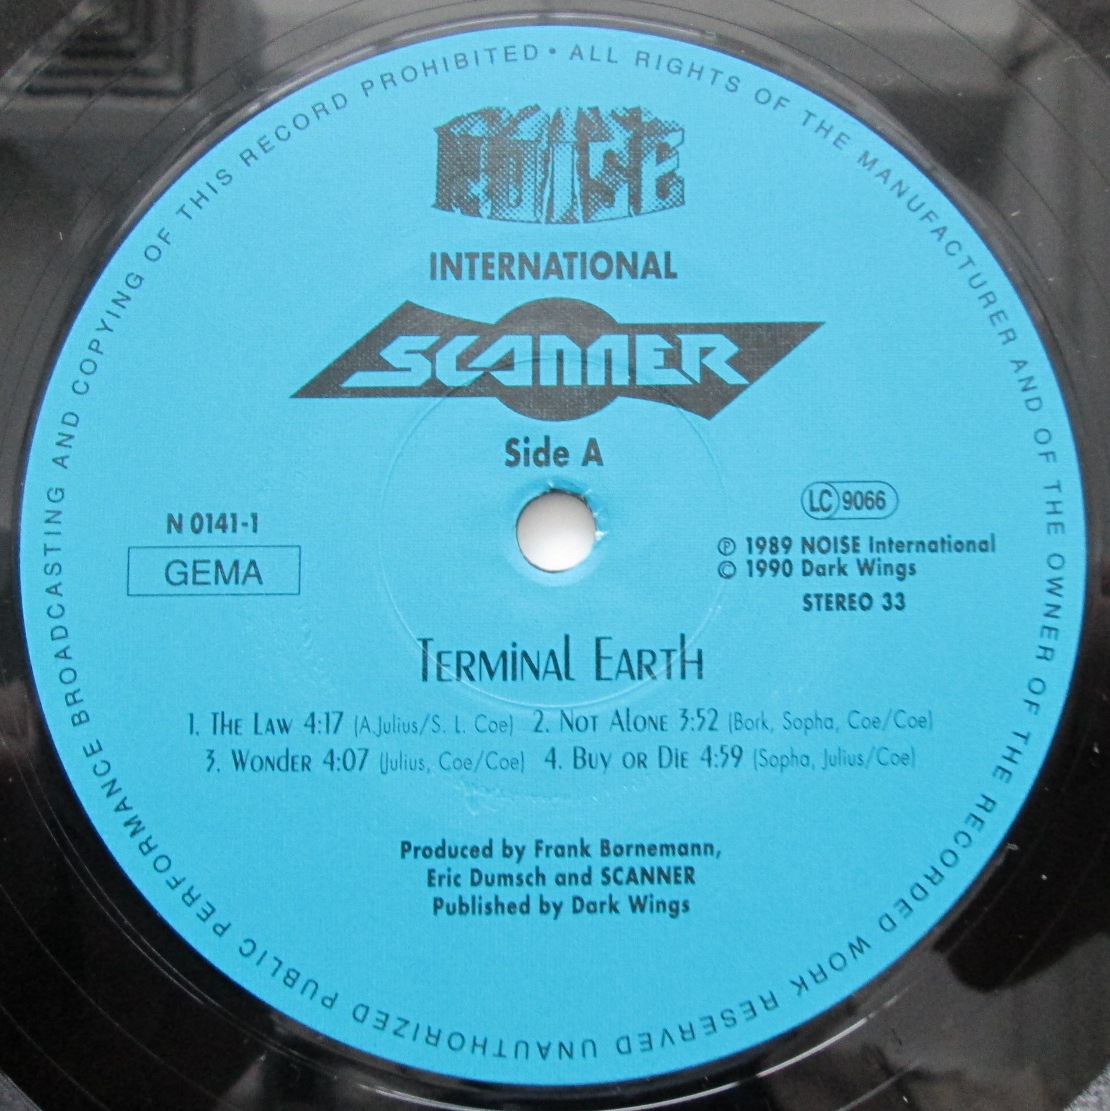 BROADCASTING AND COPYING OF THIS RECORD PROHIBITED • ALL RIGHTS OF THE MANUFACTURER AND OF THE OWNER OF THE RECORDED WORK RESERVED UNAUTHORIZED PUBLIC PERFORMANCE
NOISE
INTERNATIONAL
SCANNER
Side A
N 0141-1
GEMA
LC 9066
℗ 1989 NOISE International
© 1990 Dark Wings
STEREO 33
TERMINAL EARTH
1. THE LAW 4:17 (A.Julius/S. L. Coe) 2. NOT ALONE 3:52 (Bork, Sopha, Coe/Coe)
3. WONDER 4:07 (Julius, Coe/Coe) 4. BUY OR DIE 4:59 (Sopha, Julius/Coe)
Produced by Frank Bornemann,
Eric Dumsch and SCANNER
Published by Dark Wings